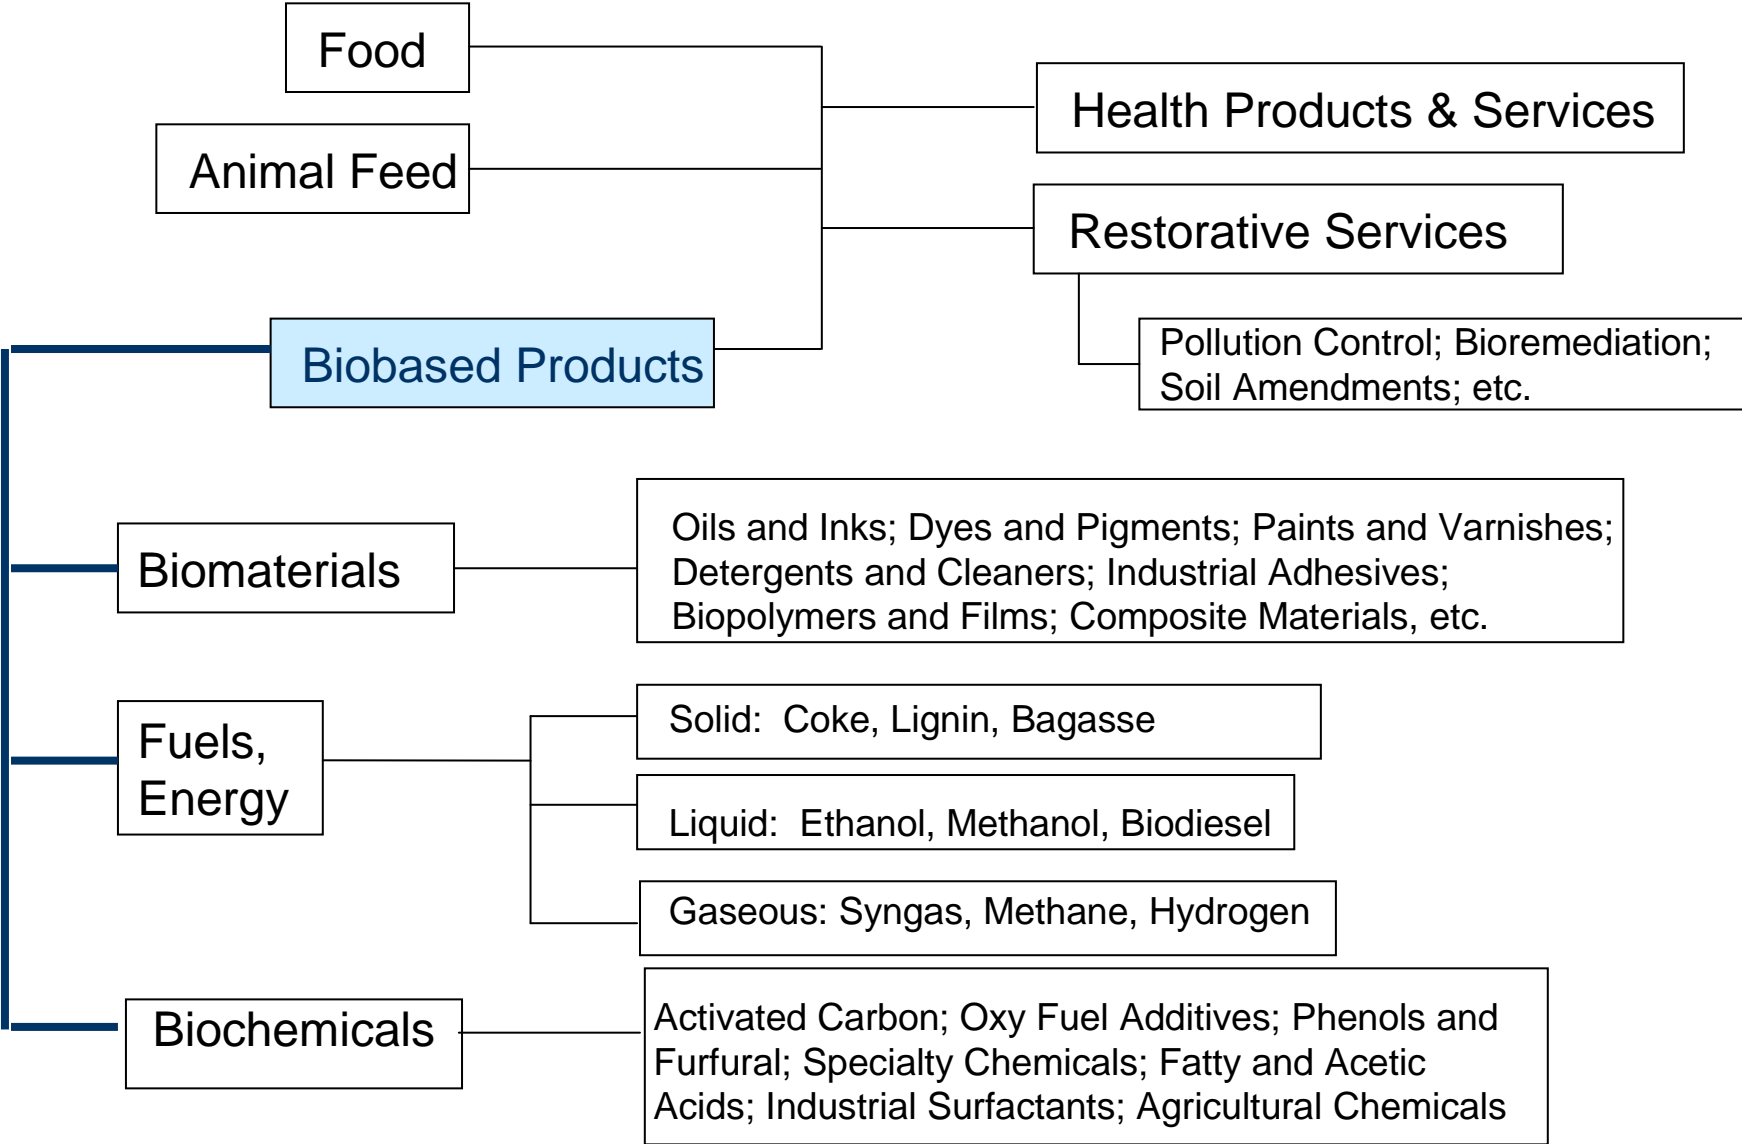 Food
Health Products & Services
Animal Feed
Restorative Services
Biobased Products
Pollution Control; Bioremediation;
Soil Amendments; etc.
Biomaterials
Oils and Inks; Dyes and Pigments; Paints and Varnishes;
Detergents and Cleaners; Industrial Adhesives;
Biopolymers and Films; Composite Materials, etc.
Fuels,
Energy
Solid:  Coke, Lignin, Bagasse
Liquid:  Ethanol, Methanol, Biodiesel
Gaseous: Syngas, Methane, Hydrogen
Biochemicals
Activated Carbon; Oxy Fuel Additives; Phenols and
Furfural; Specialty Chemicals; Fatty and Acetic
Acids; Industrial Surfactants; Agricultural Chemicals